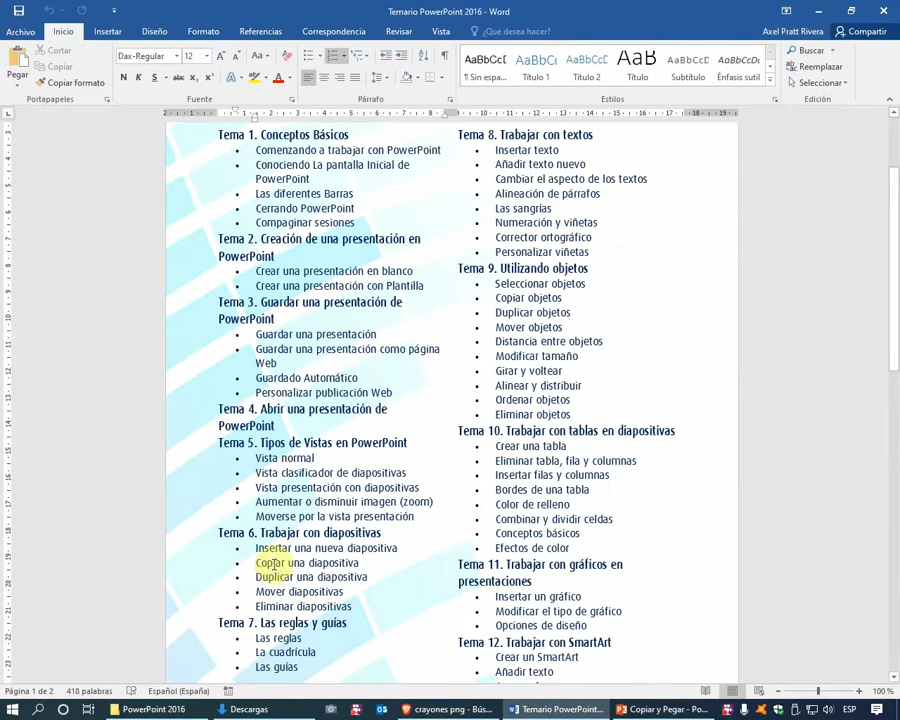 Temario PowerPoint 2016 - Word
Archivo
Inicio
Insertar
Diseño
Formato
Referencias
Correspondencia
Revisar
Vista
¿Qué desea hacer?
Axel Pratt Rivera
Compartir
Pegar
Cortar
Copiar
Copiar formato
Portapapeles
Dax-Regular
12
Fuente
Párrafo
AaBbCcI
¶ Sin espa...
AaBbCcl
Título 1
AaBbCcL
Título 2
AaB
Título
AaBbCcD
Subtítulo
AaBbCcDc
Énfasis sutil
Estilos
Buscar
Reemplazar
Seleccionar
Edición
Tema 1. Conceptos Básicos
• Comenzando a trabajar con PowerPoint
• Conociendo La pantalla Inicial de
PowerPoint
• Las diferentes Barras
• Cerrando PowerPoint
• Compaginar sesiones
Tema 2. Creación de una presentación en
PowerPoint
• Crear una presentación en blanco
• Crear una presentación con Plantilla
Tema 3. Guardar una presentación de
PowerPoint
• Guardar una presentación
• Guardar una presentación como página
Web
• Guardado Automático
• Personalizar publicación Web
Tema 4. Abrir una presentación de
PowerPoint
Tema 5. Tipos de Vistas en PowerPoint
• Vista normal
• Vista clasificador de diapositivas
• Vista presentación con diapositivas
• Aumentar o disminuir imagen (zoom)
• Moverse por la vista presentación
Tema 6. Trabajar con diapositivas
• Insertar una nueva diapositiva
• Copiar una diapositiva
• Duplicar una diapositiva
• Mover diapositivas
• Eliminar diapositivas
Tema 7. Las reglas y guías
• Las reglas
• La cuadrícula
• Las guías
Tema 8. Trabajar con textos
• Insertar texto
• Añadir texto nuevo
• Cambiar el aspecto de los textos
• Alineación de párrafos
• Las sangrías
• Numeración y viñetas
• Corrector ortográfico
• Personalizar viñetas
Tema 9. Utilizando objetos
• Seleccionar objetos
• Copiar objetos
• Duplicar objetos
• Mover objetos
• Distancia entre objetos
• Modificar tamaño
• Girar y voltear
• Alinear y distribuir
• Ordenar objetos
• Eliminar objetos
Tema 10. Trabajar con tablas en diapositivas
• Crear una tabla
• Eliminar tabla, fila y columnas
• Insertar filas y columnas
• Bordes de una tabla
• Color de relleno
• Combinar y dividir celdas
• Conceptos básicos
• Efectos de color
Tema 11. Trabajar con gráficos en
presentaciones
• Insertar un gráfico
• Modificar el tipo de gráfico
• Opciones de diseño
Tema 12. Trabajar con SmartArt
• Crear un SmartArt
• Añadir texto
Página 1 de 2
418 palabras
Español (España)
100 %
PowerPoint 2016
Descargas
crayones png - Bús...
Temario PowerPoint...
Copiar y Pegar - Po...
ESP